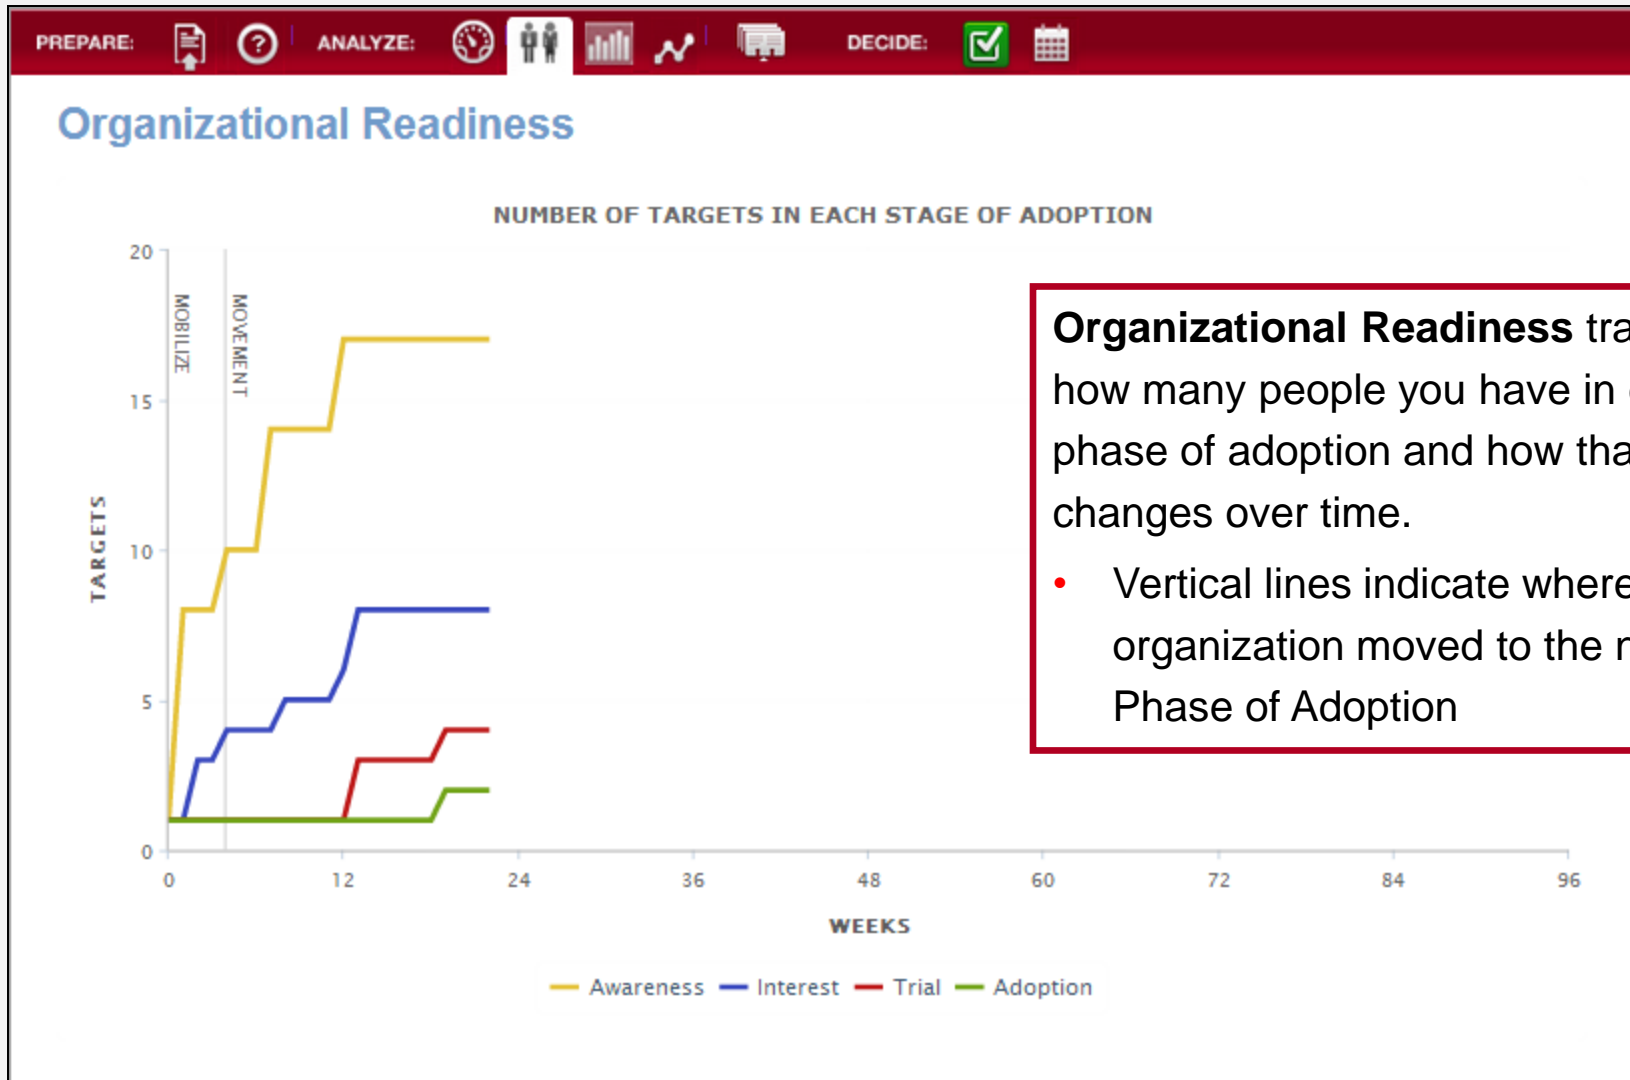 PREPARE: ANALYZE: DECIDE:
Organizational Readiness
NUMBER OF TARGETS IN EACH STAGE OF ADOPTION
20
15
10
5
0
TARGETS
MOBILIZE
MOVEMENT
0 12 24 36 48 60 72 84 96
WEEKS
Awareness Interest Trial Adoption
Organizational Readiness
how many people you have in
phase of adoption and how
changes over time.
• Vertical lines indicate where
organization moved to the
Phase of Adoption